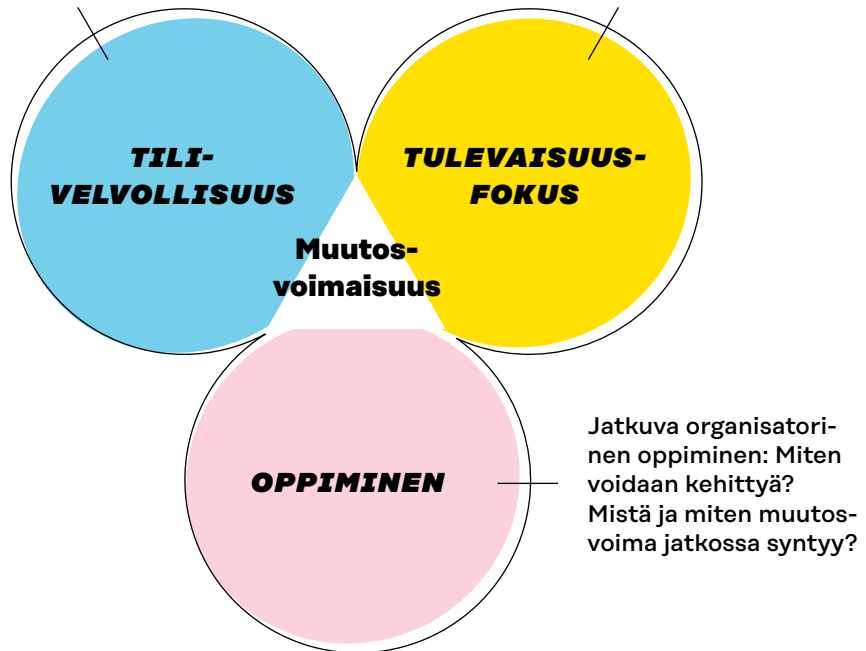 TILI-
VELVOLLISUUS
TULEVAISUUS-
FOKUS
Muutos-
voimaisuus
OPPIMINEN
Jatkuva organisatori-
nen oppiminen: Miten
voidaan kehittyä?
Mistä ja miten muutos-
voima jatkossa syntyy?